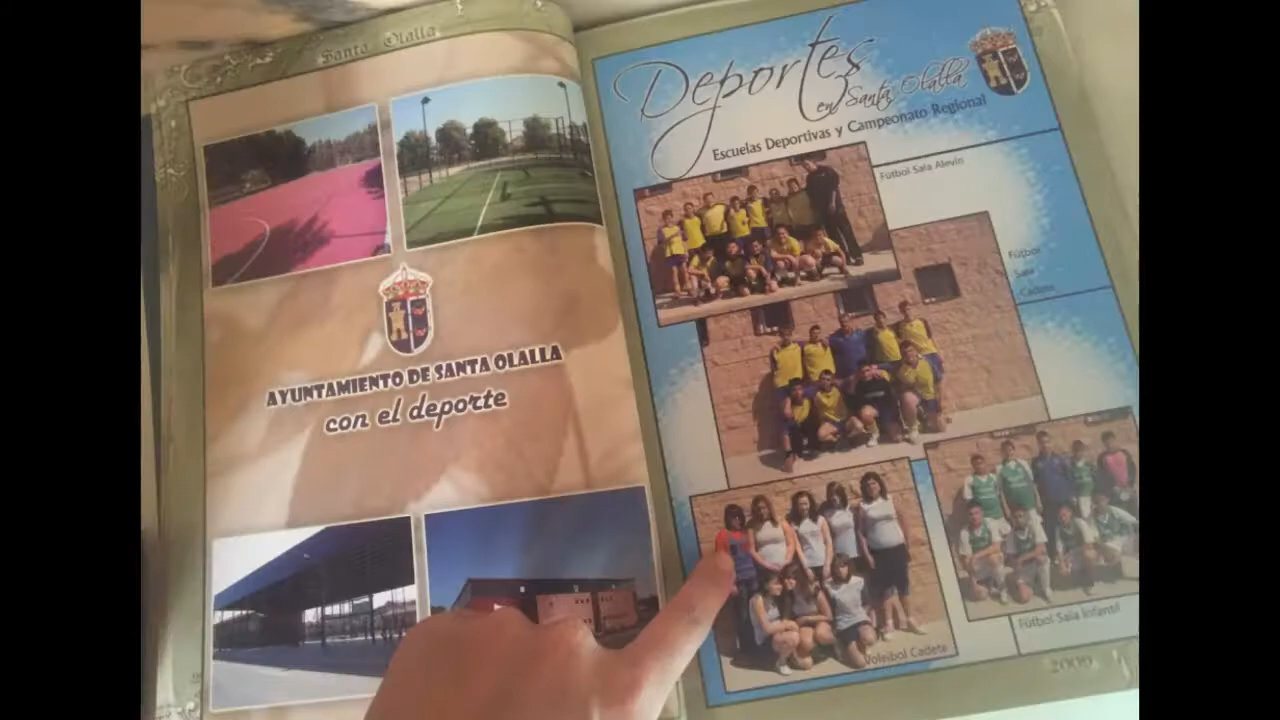 Santa Olalla
AYUNTAMIENTO DE SANTA OLALLA
con el deporte
Deportes
en Santa Olalla
Escuelas Deportivas y Campeonato Regional
Fútbol Sala Alevín
Fútbol
Sala
Cadete
Voleibol Cadete
Fútbol Sala Infantil
2009